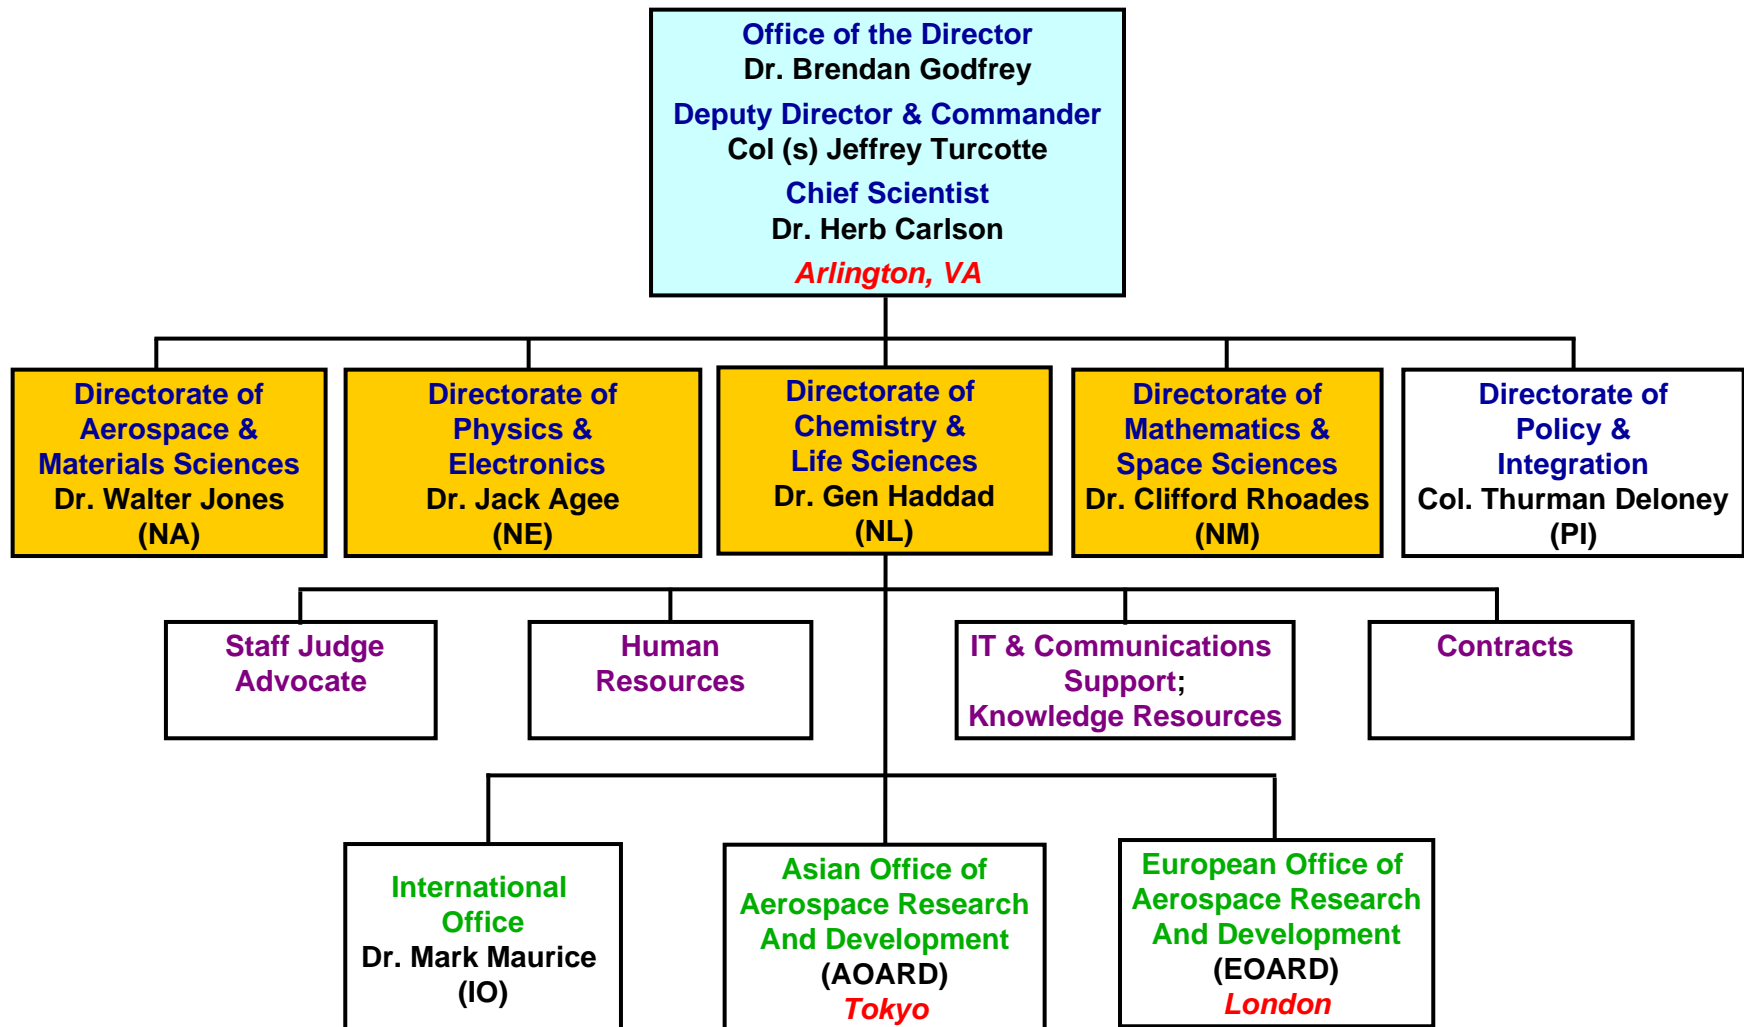 Office of the Director
Dr. Brendan Godfrey
Deputy Director & Commander
Col (s) Jeffrey Turcotte
Chief Scientist
Dr. Herb Carlson
Arlington, VA
Directorate of
Aerospace &
Materials Sciences
Dr. Walter Jones
(NA)
Directorate of
Physics &
Electronics
Dr. Jack Agee
(NE)
Directorate of
Chemistry &
Life Sciences
Dr. Gen Haddad
(NL)
Directorate of
Mathematics &
Space Sciences
Dr. Clifford Rhoades
(NM)
Directorate of
Policy &
Integration
Col. Thurman Deloney
(PI)
Staff Judge
Advocate
Human
Resources
IT & Communications
Support;
Knowledge Resources
Contracts
International
Office
Dr. Mark Maurice
(IO)
Asian Office of
Aerospace Research
And Development
(AOARD)
Tokyo
European Office of
Aerospace Research
And Development
(EOARD)
London